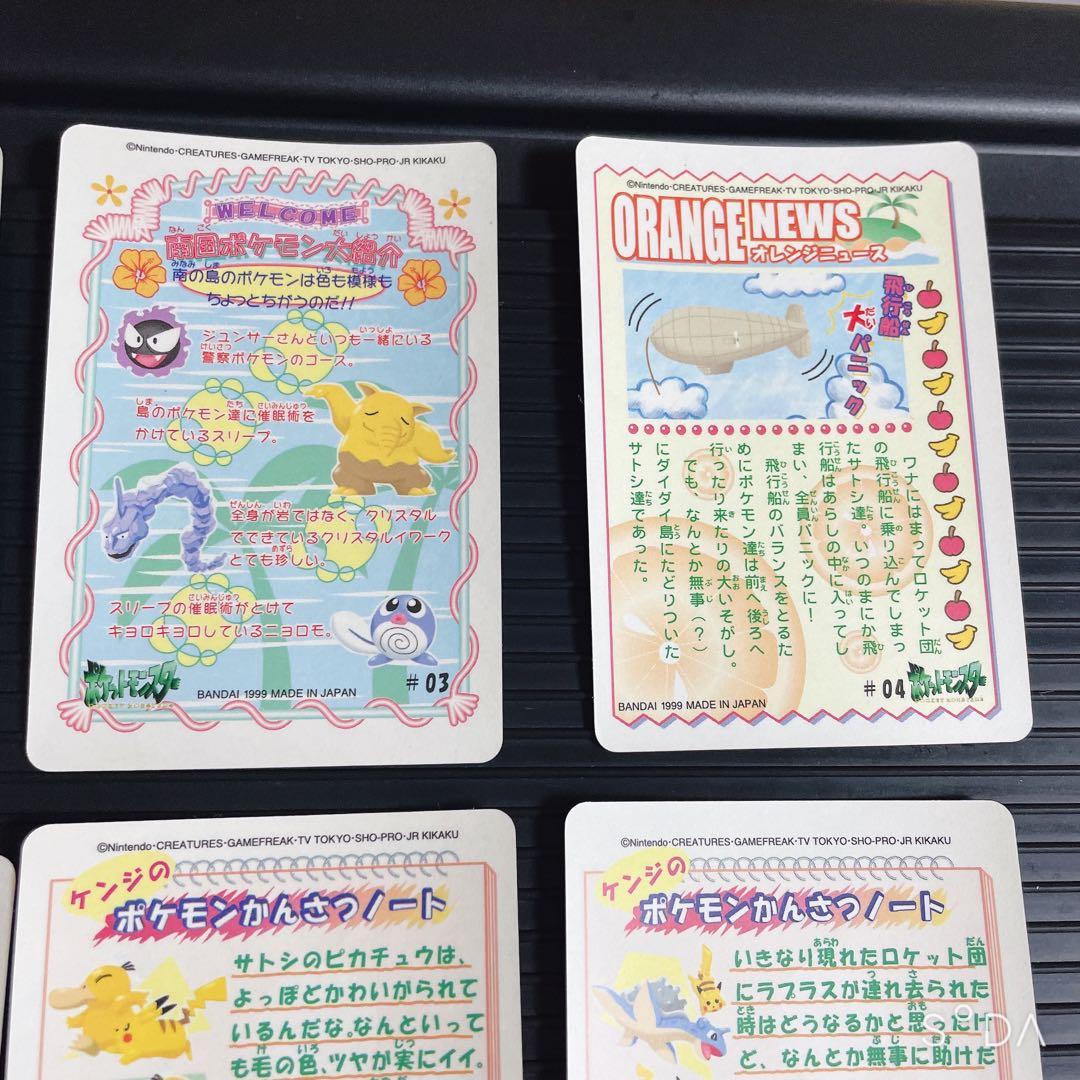 ©Nintendo・CREATURES・GAMEFREAK・TV TOKYO・SHO-PRO・JR KIKAKU
WELCOME
南国ポケモン大紹介
南の島のポケモンは色も模様も
ちょっとちがうのだ!!
ジュンサーさんといつも一緒にいる
警察ポケモンのゴース。
島のポケモン達に催眠術を
かけているスリープ。
全身が岩ではなく、クリスタル
でできているクリスタルイワーク
とても珍しい。
スリープの催眠術がとけて
キョロキョロしているニョロモ。
ポケットモンスター
BANDAI 1999 MADE IN JAPAN
#03
©Nintendo・CREATURES・GAMEFREAK・TV TOKYO・SHO-PRO・JR KIKAKU
ORANGE NEWS
オレンジニュース
飛行船
大パニック
ワナにはまってロケット団
の飛行船に乗り込んでしまっ
たサトシ達。いつのまにか飛
行船はあらしの中に入ってし
まい、全員パニックに!
飛行船のバランスをとるた
めにポケモン達は前へ後ろへ
行ったり来たりの大いそがし。
でも、なんとか無事(?)
にダイダイ島にたどりついた
サトシ達であった。
BANDAI 1999 MADE IN JAPAN
#04
ポケットモンスター
©Nintendo・CREATURES・GAMEFREAK・TV TOKYO・SHO-PRO・JR KIKAKU
ケンジの
ポケモンかんさつノート
サトシのピカチュウは、
よっぽどかわいがられて
いるんだな。なんといって
も毛の色、ツヤが実にイイ。
©Nintendo・CREATURES・GAMEFREAK・TV TOKYO・SHO-PRO・JR KIKAKU
ケンジの
ポケモンかんさつノート
いきなり現れたロケット団
にラプラスが連れ去られた
時はどうなるかと思ったけ
ど、なんとか無事に助けだ